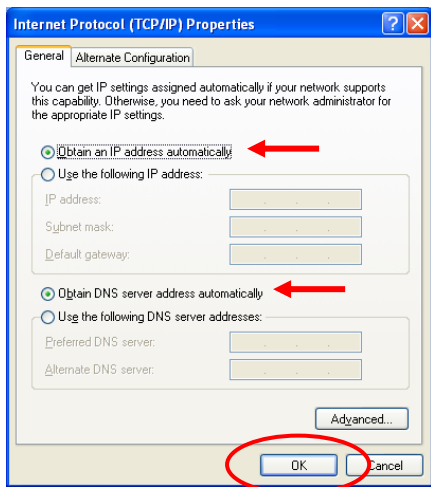 Internet Protocol (TCP/IP) Properties
General
Alternate Configuration
You can get IP settings assigned automatically if your network supports
this capability. Otherwise, you need to ask your network administrator for
the appropriate IP settings.
Obtain an IP address automatically
Use the following IP address:
IP address:
Subnet mask:
Default gateway:
Obtain DNS server address automatically
Use the following DNS server addresses:
Preferred DNS server:
Alternate DNS server:
Advanced...
OK
Cancel